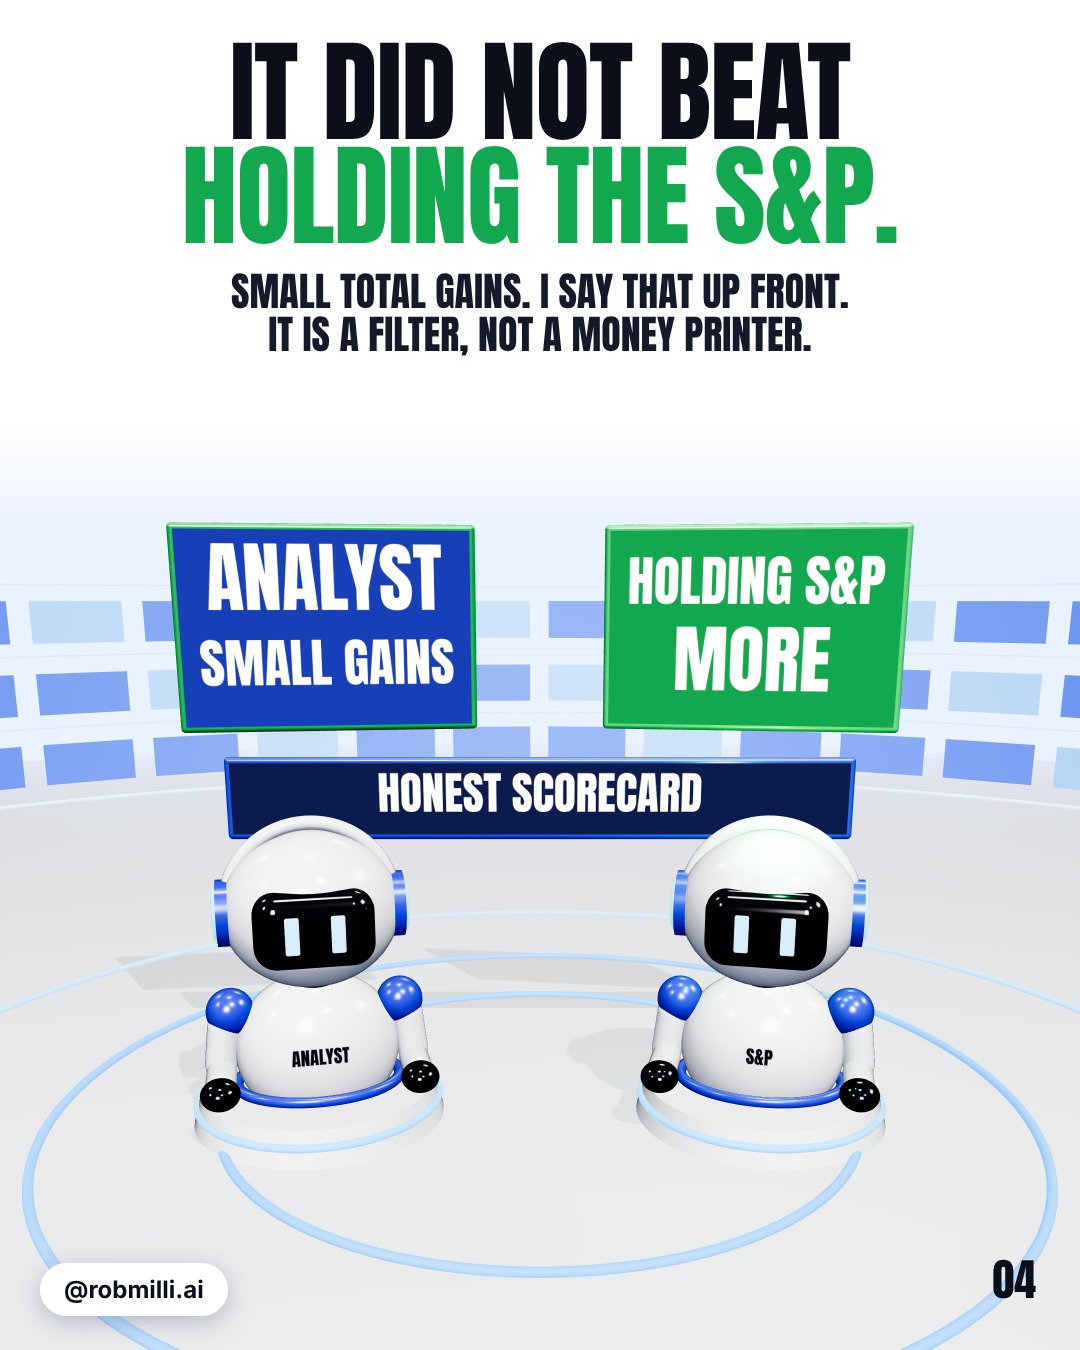 IT DID NOT BEAT
HOLDING THE S&P.
SMALL TOTAL GAINS. I SAY THAT UP FRONT.
IT IS A FILTER, NOT A MONEY PRINTER.
ANALYST
SMALL GAINS
HOLDING S&P
MORE
HONEST SCORECARD
ANALYST
S&P
@robmilli.ai
04